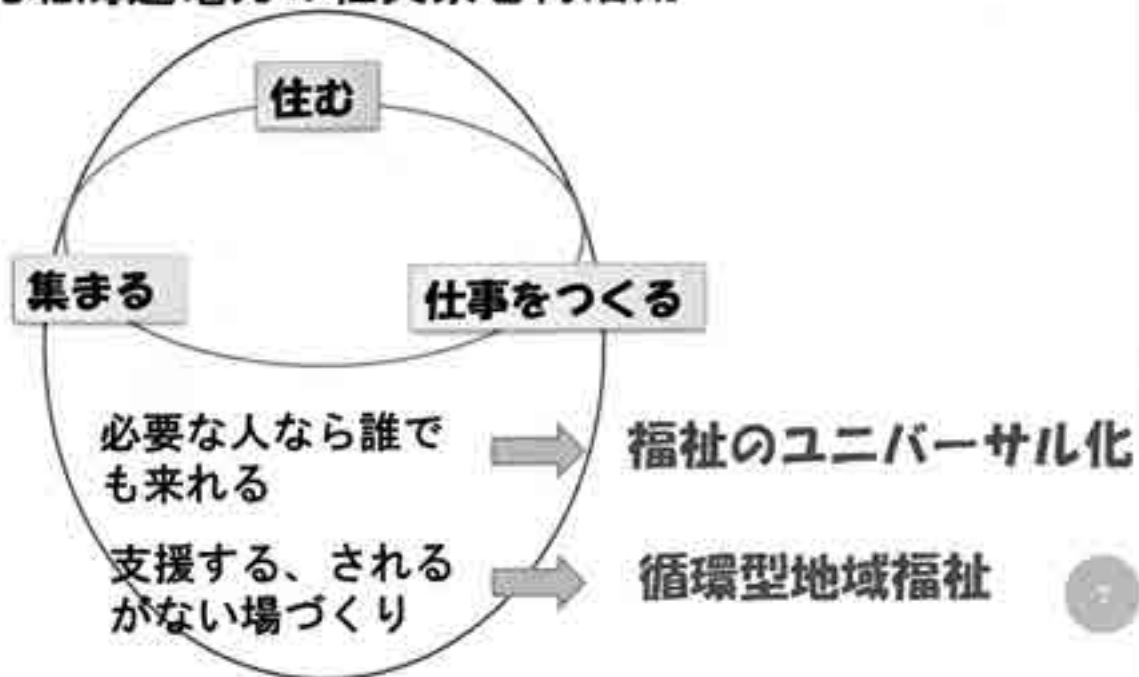 住む
集まる
仕事をつくる
必要な人なら誰で
も来れる
福祉のユニバーサル化
支援する、される
がない場づくり
循環型地域福祉